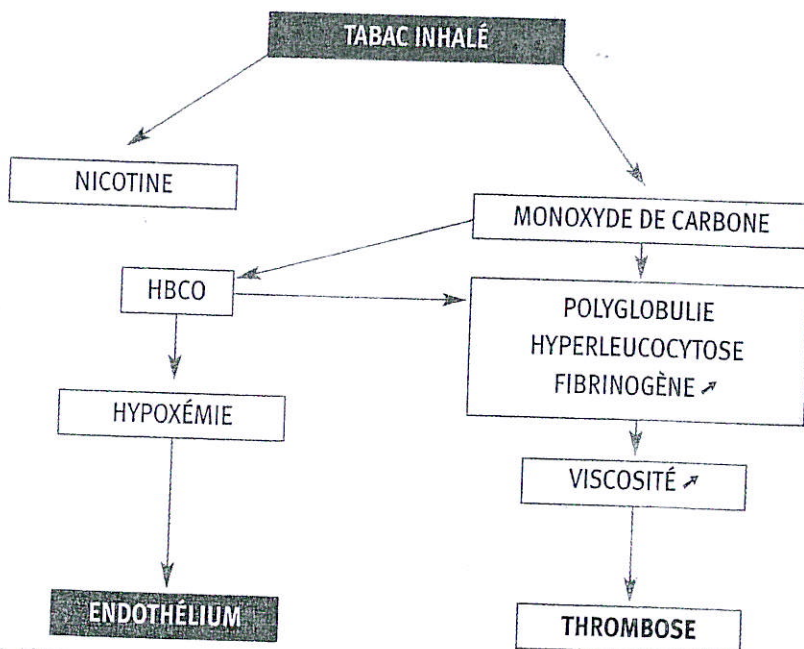 TABAC INHALÉ
NICOTINE
MONOXYDE DE CARBONE
HBCO
POLYGLOBULIE
HYPERLEUCOCYTOSE
FIBRINOGÈNE ↗
HYPOXÉMIE
VISCOSITÉ ↗
ENDOTHÉLIUM
THROMBOSE